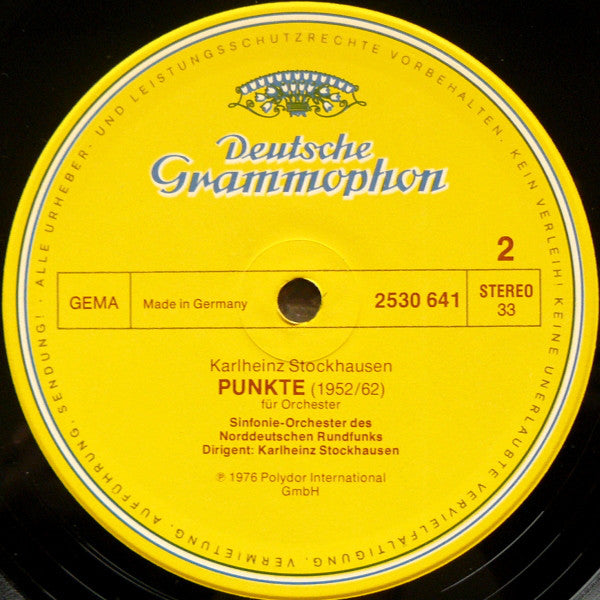 · ALLE URHEBER- UND LEISTUNGSSCHUTZRECHTE VORBEHALTEN. KEIN VERLEIH! KEINE UNERLAUBTE VERVIELFÄLTIGUNG, VERMIETUNG, AUFFÜHRUNG, SENDUNG!
Deutsche
Grammophon
2
GEMA
Made in Germany
2530 641
STEREO
33
Karlheinz Stockhausen
PUNKTE (1952/62)
für Orchester
Sinfonie-Orchester des
Norddeutschen Rundfunks
Dirigent: Karlheinz Stockhausen
℗ 1976 Polydor International
GmbH